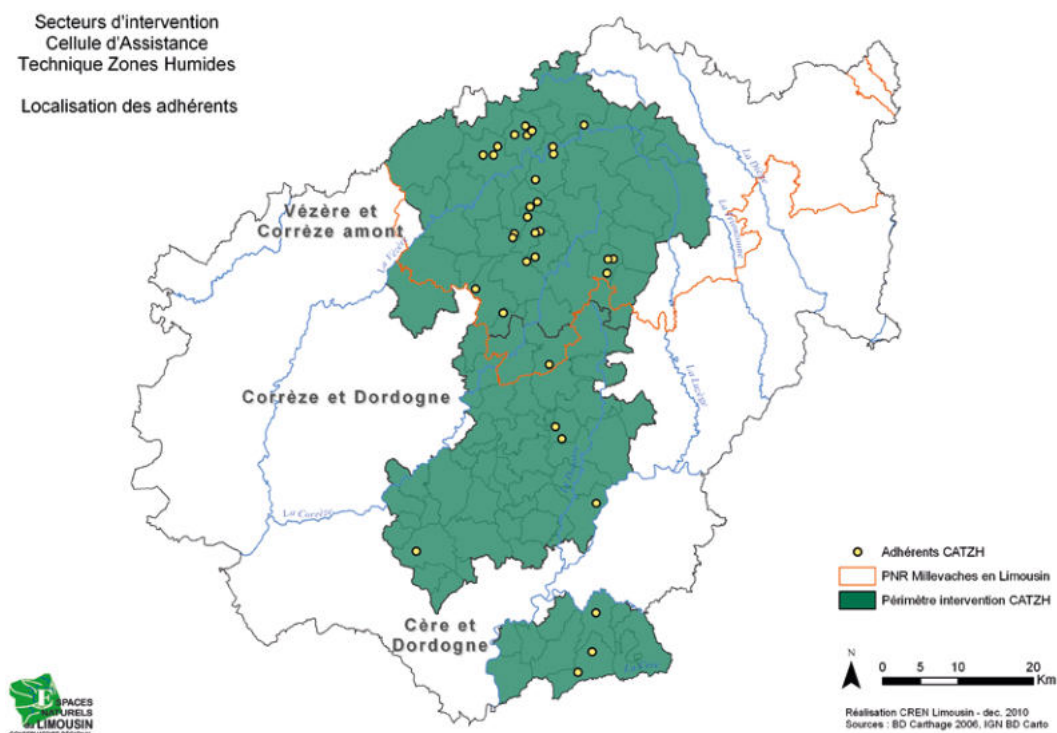 Secteurs d'intervention
Cellule d'Assistance
Technique Zones Humides
Localisation des adhérents
La Diège
Vézère et
Corrèze amont
La Vézère
La Luzège
Corrèze et Dordogne
La Corrèze
Adhérents CATZH
PNR Millevaches en Limousin
Périmètre intervention CATZH
Cère et
Dordogne
La Cère
N
0 5 10 20
Km
ESPACES
NATURELS
LIMOUSIN
Réalisation CREN Limousin - dec. 2010
Sources : BD Carthage 2006, IGN BD Carto